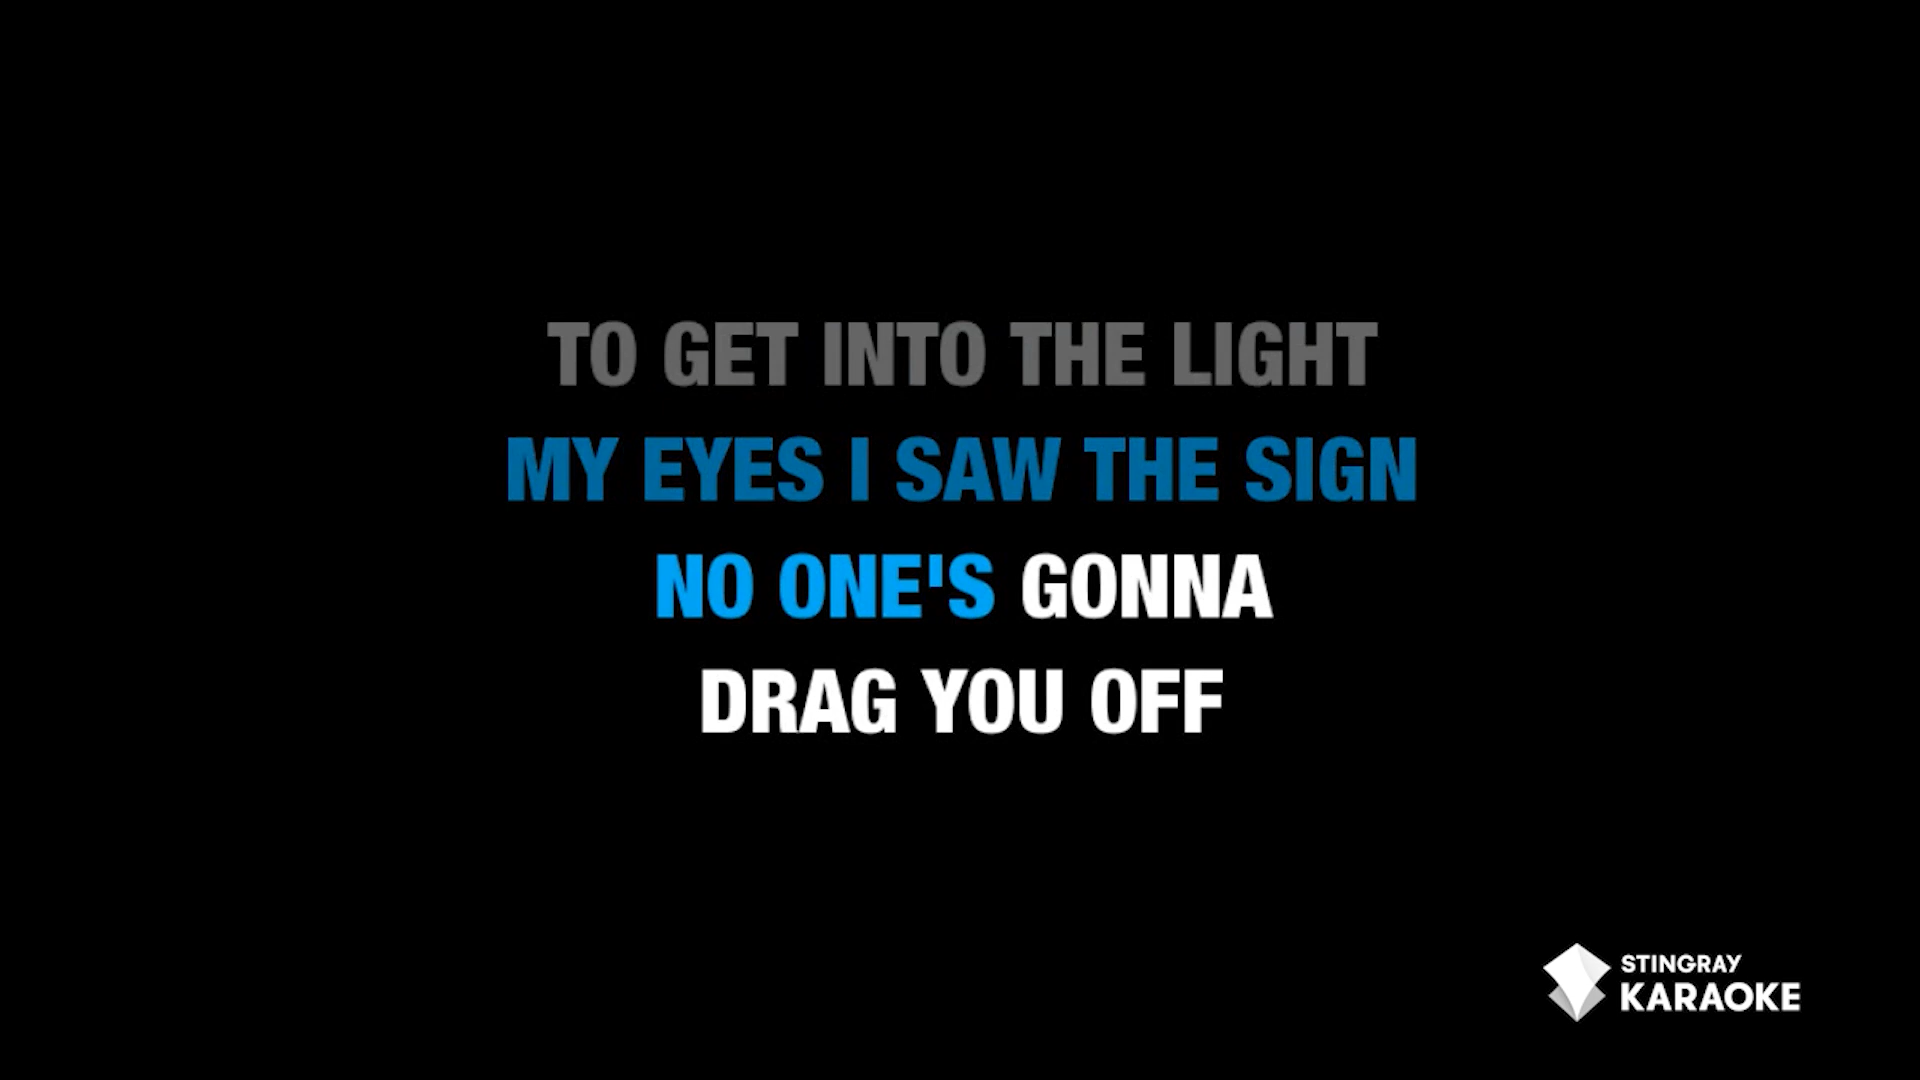 TO GET INTO THE LIGHT
MY EYES I SAW THE SIGN
NO ONE'S GONNA
DRAG YOU OFF
STINGRAY
KARAOKE